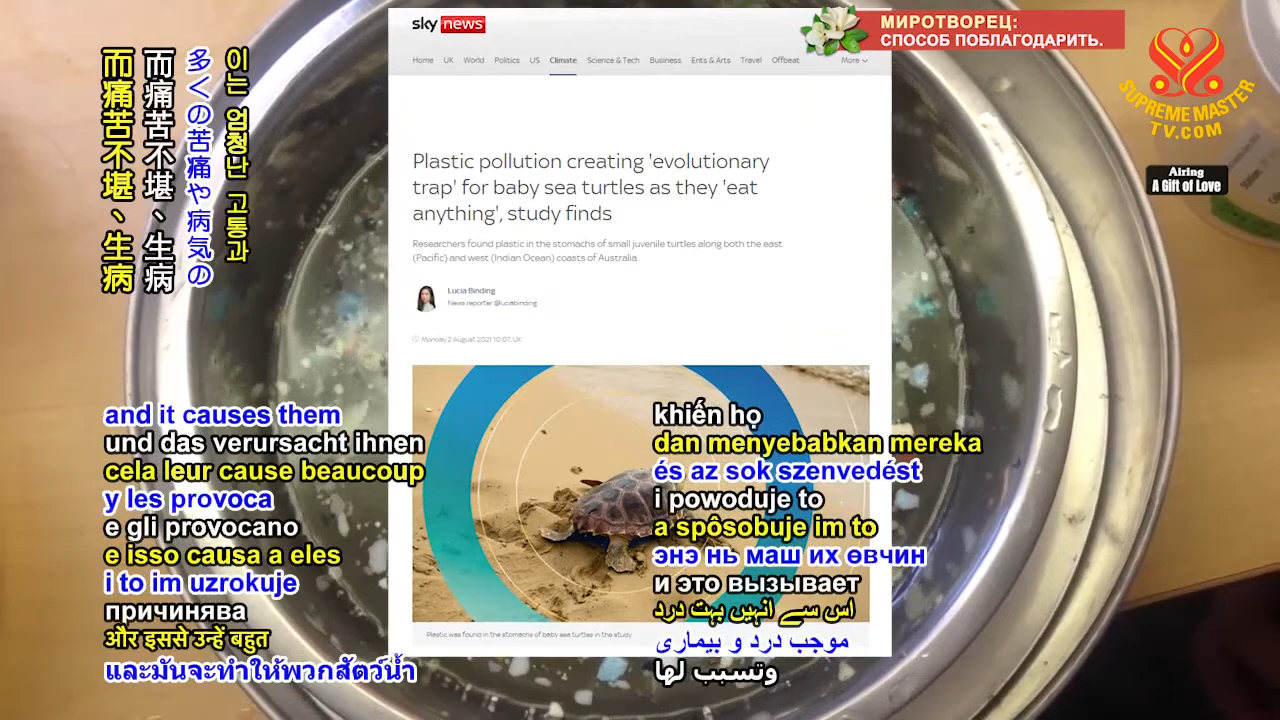 sky news
Home UK World Politics US Climate Science & Tech Business Ents & Arts Travel Offbeat More
Plastic pollution creating 'evolutionary
trap' for baby sea turtles as they 'eat
anything', study finds
Researchers found plastic in the stomachs of small juvenile turtles along both the east
(Pacific) and west (Indian Ocean) coasts of Australia.
Lucia Binding
News reporter @luciabinding
Monday 2 August 2021 10:07, UK
Plastic was found in the stomachs of baby sea turtles in the study
МИРОТВОРЕЦ:
СПОСОБ ПОБЛАГОДАРИТЬ.
SUPREME MASTER
TV.COM
Airing
A Gift of Love
이는 엄청난 고통과
多くの苦痛や病気の
而痛苦不堪、生病
而痛苦不堪、生病
and it causes them
und das verursacht ihnen
cela leur cause beaucoup
y les provoca
e gli provocano
e isso causa a eles
i to im uzrokuje
причинява
और इससे उन्हें बहुत
และมันจะทำให้พวกสัตว์น้ำ
khiến họ
dan menyebabkan mereka
és az sok szenvedést
i powoduje to
a spôsobuje im to
энэ нь маш их өвчин
и это вызывает
اس سے انہیں بہت درد
موجب درد و بیماری
وتسبب لها